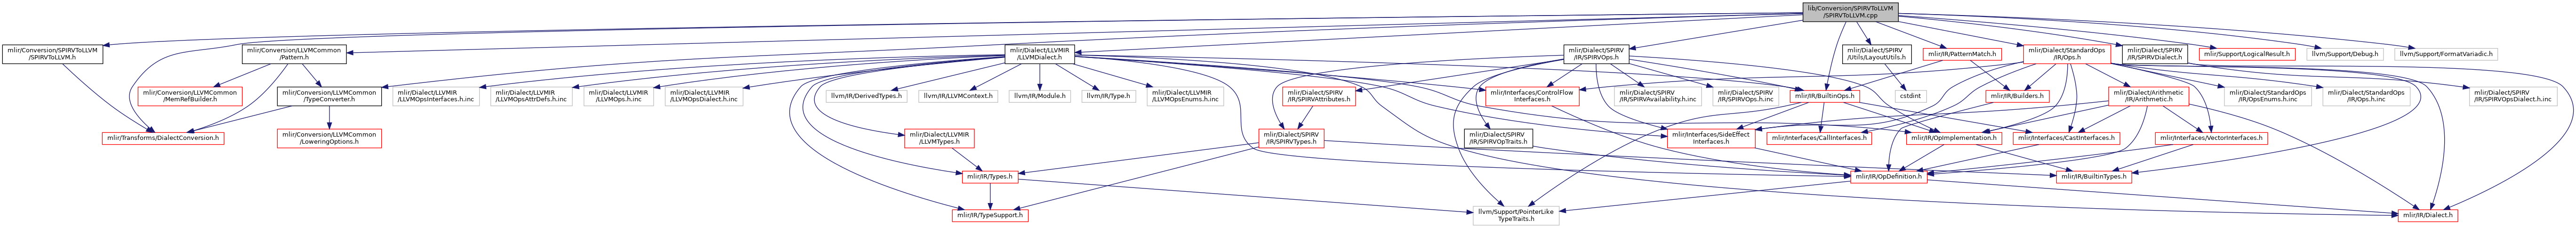 lib/Conversion/SPIRVToLLVM
/SPIRVToLLVM.cpp
mlir/Conversion/SPIRVToLLVM
/SPIRVToLLVM.h
mlir/Conversion/LLVMCommon
/Pattern.h
mlir/Dialect/LLVMIR
/LLVMDialect.h
mlir/Dialect/SPIRV
/IR/SPIRVOps.h
mlir/Dialect/SPIRV
/Utils/LayoutUtils.h
mlir/IR/PatternMatch.h
mlir/Dialect/StandardOps
/IR/Ops.h
mlir/Dialect/SPIRV
/IR/SPIRVDialect.h
mlir/Support/LogicalResult.h
llvm/Support/Debug.h
llvm/Support/FormatVariadic.h
mlir/Conversion/LLVMCommon
/MemRefBuilder.h
mlir/Conversion/LLVMCommon
/TypeConverter.h
mlir/Dialect/LLVMIR
/LLVMOpsInterfaces.h.inc
mlir/Dialect/LLVMIR
/LLVMOpsAttrDefs.h.inc
mlir/Dialect/LLVMIR
/LLVMOps.h.inc
mlir/Dialect/LLVMIR
/LLVMOpsDialect.h.inc
llvm/IR/DerivedTypes.h
llvm/IR/LLVMContext.h
llvm/IR/Module.h
llvm/IR/Type.h
mlir/Dialect/LLVMIR
/LLVMOpsEnums.h.inc
mlir/Dialect/SPIRV
/IR/SPIRVAttributes.h
mlir/Interfaces/ControlFlow
Interfaces.h
mlir/Dialect/SPIRV
/IR/SPIRVAvailability.h.inc
mlir/Dialect/SPIRV
/IR/SPIRVOps.h.inc
mlir/IR/BuiltinOps.h
cstdint
mlir/IR/Builders.h
mlir/Dialect/Arithmetic
/IR/Arithmetic.h
mlir/Dialect/StandardOps
/IR/OpsEnums.h.inc
mlir/Dialect/StandardOps
/IR/Ops.h.inc
mlir/Dialect/SPIRV
/IR/SPIRVOpsDialect.h.inc
mlir/Transforms/DialectConversion.h
mlir/Conversion/LLVMCommon
/LoweringOptions.h
mlir/Dialect/LLVMIR
/LLVMTypes.h
mlir/Dialect/SPIRV
/IR/SPIRVTypes.h
mlir/Dialect/SPIRV
/IR/SPIRVOpTraits.h
mlir/Interfaces/SideEffect
Interfaces.h
mlir/Interfaces/CallInterfaces.h
mlir/IR/OpImplementation.h
mlir/Interfaces/CastInterfaces.h
mlir/Interfaces/VectorInterfaces.h
mlir/IR/Types.h
mlir/IR/OpDefinition.h
mlir/IR/BuiltinTypes.h
mlir/IR/TypeSupport.h
llvm/Support/PointerLike
TypeTraits.h
mlir/IR/Dialect.h